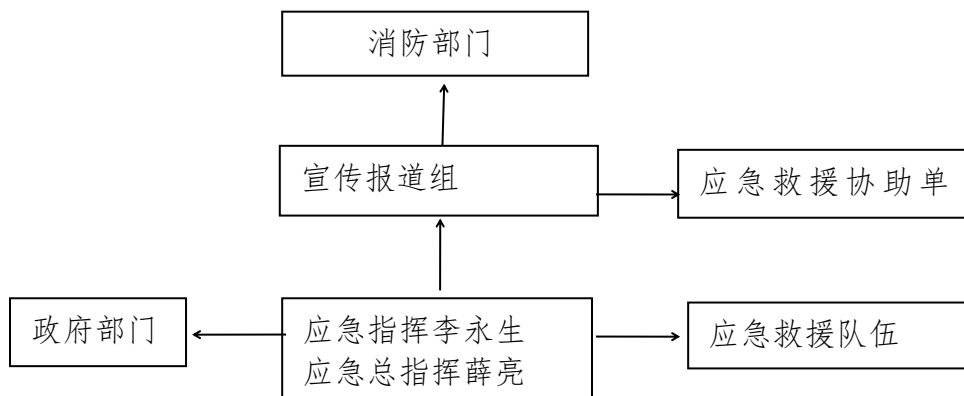 消防部门
宣传报道组
应急救援协助单
政府部门
应急指挥李永生
应急总指挥薛亮
应急救援队伍